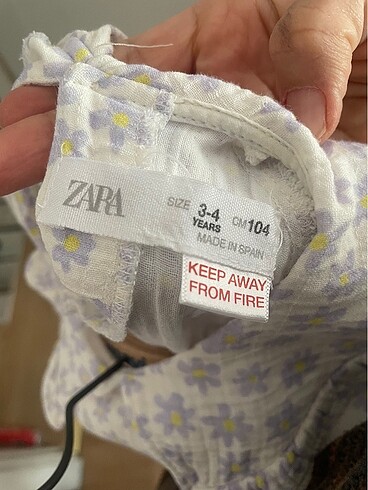 ZARA
SIZE 3-4 YEARS CM 104
MADE IN SPAIN
KEEP AWAY
FROM FIRE